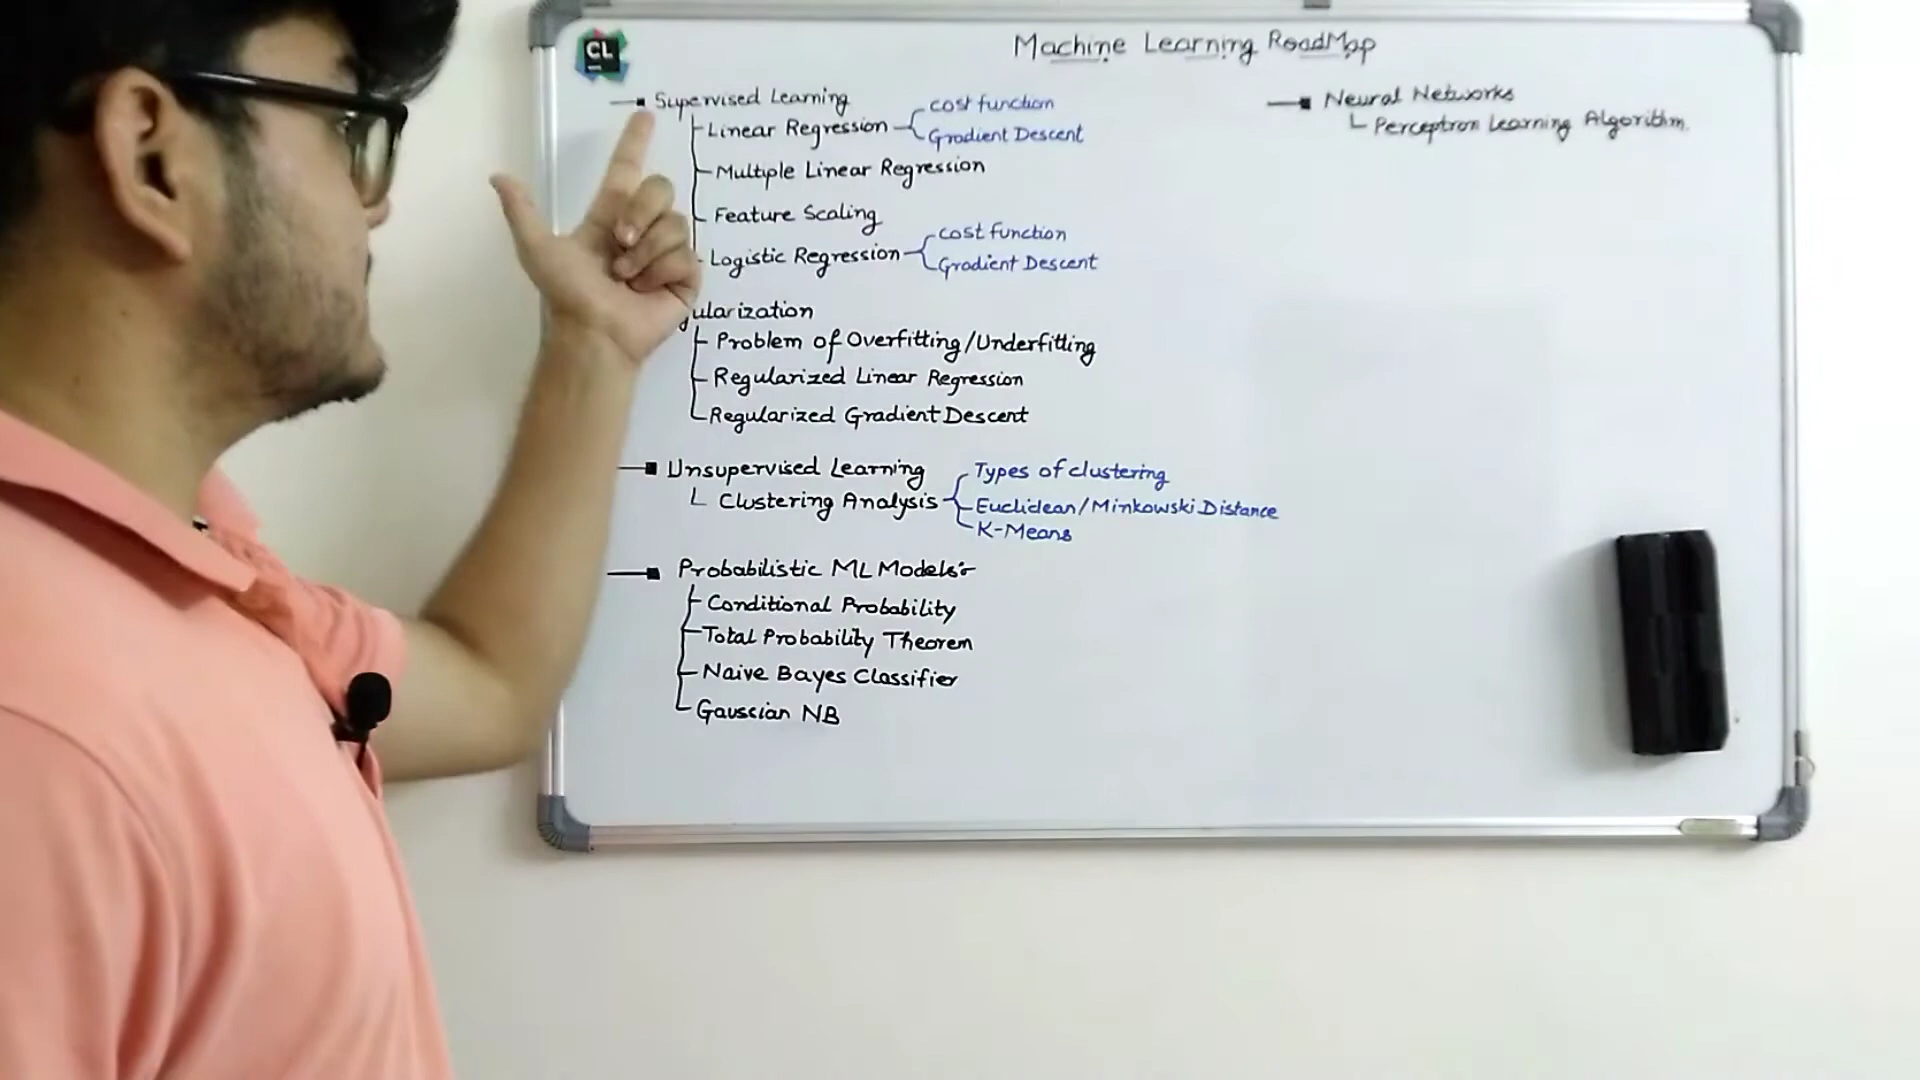 CL
Machine Learning RoadMap
Supervised Learning
Linear Regression
cost function
Gradient Descent
Multiple Linear Regression
Feature Scaling
Logistic Regression
cost function
Gradient Descent
gularization
Problem of Overfitting/Underfitting
Regularized Linear Regression
Regularized Gradient Descent
Unsupervised Learning
Clustering Analysis
Types of clustering
Euclidean/Minkowski Distance
K-Means
Probabilistic ML Models:-
Conditional Probability
Total Probability Theorem
Naive Bayes Classifier
Gaussian NB
Neural Networks
Perceptron Learning Algorithm.